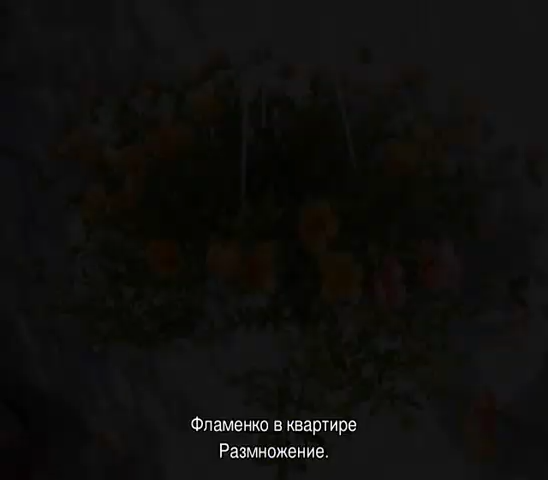 Фламенко в квартире
Размножение.